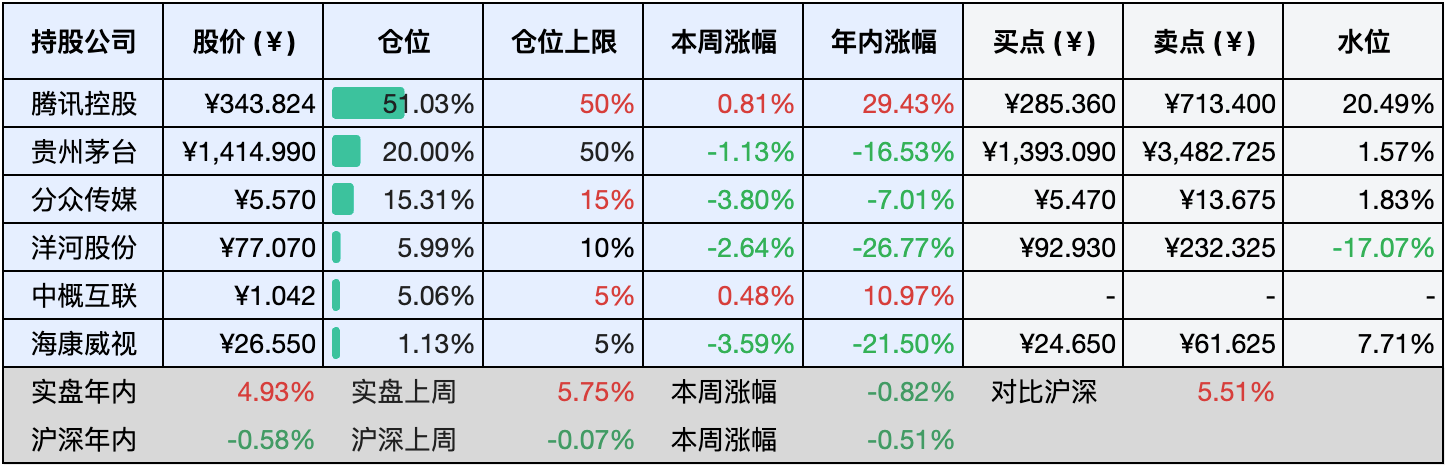 持股公司 股价 (¥) 仓位 仓位上限 本周涨幅 年内涨幅 买点 (¥) 卖点 (¥) 水位
腾讯控股 ¥343.824 51.03% 50% 0.81% 29.43% ¥285.360 ¥713.400 20.49%
贵州茅台 ¥1,414.990 20.00% 50% -1.13% -16.53% ¥1,393.090 ¥3,482.725 1.57%
分众传媒 ¥5.570 15.31% 15% -3.80% -7.01% ¥5.470 ¥13.675 1.83%
洋河股份 ¥77.070 5.99% 10% -2.64% -26.77% ¥92.930 ¥232.325 -17.07%
中概互联 ¥1.042 5.06% 5% 0.48% 10.97% - - -
海康威视 ¥26.550 1.13% 5% -3.59% -21.50% ¥24.650 ¥61.625 7.71%
实盘年内 4.93% 实盘上周 5.75% 本周涨幅 -0.82% 对比沪深 5.51%
沪深年内 -0.58% 沪深上周 -0.07% 本周涨幅 -0.51%